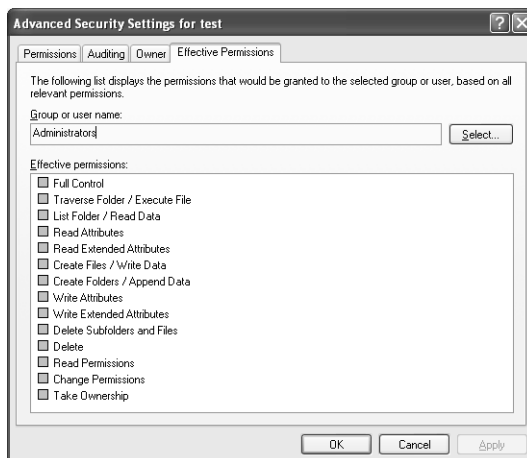 Advanced Security Settings for test
Permissions Auditing Owner Effective Permissions
The following list displays the permissions that would be granted to the selected group or user, based on all
relevant permissions.
Group or user name:
Administrators
Select...
Effective permissions:
Full Control
Traverse Folder / Execute File
List Folder / Read Data
Read Attributes
Read Extended Attributes
Create Files / Write Data
Create Folders / Append Data
Write Attributes
Write Extended Attributes
Delete Subfolders and Files
Delete
Read Permissions
Change Permissions
Take Ownership
OK Cancel Apply